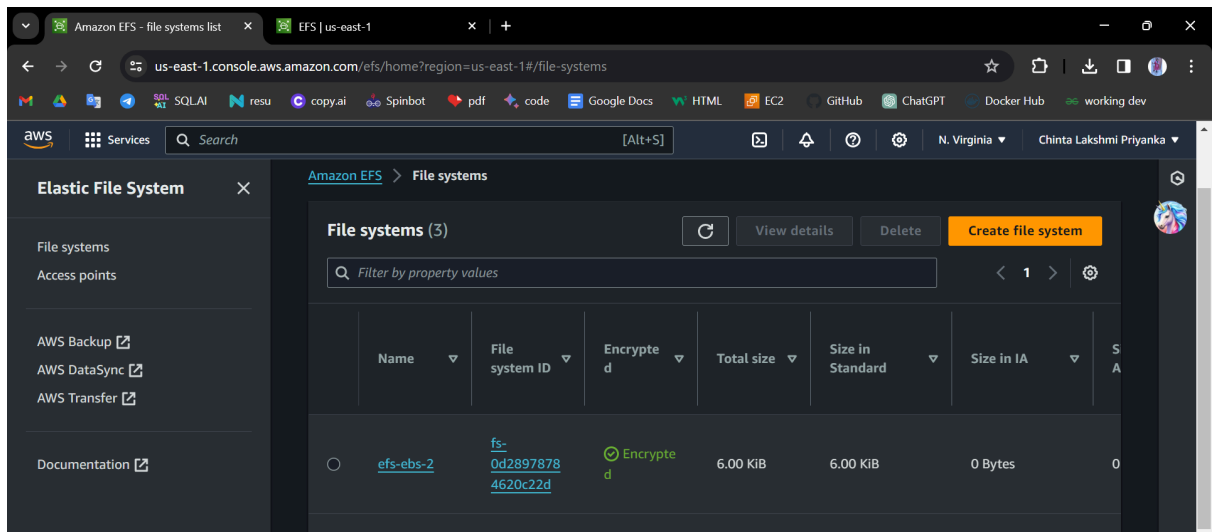 Amazon EFS - file systems list
EFS | us-east-1
us-east-1.console.aws.amazon.com/efs/home?region=us-east-1#/file-systems
SQL AI SQL.AI resu copy.ai Spinbot pdf code Google Docs HTML EC2 GitHub ChatGPT Docker Hub working dev
aws Services Search [Alt+S] N. Virginia Chinta Lakshmi Priyanka
Elastic File System
File systems
Access points
AWS Backup
AWS DataSync
AWS Transfer
Documentation
Amazon EFS > File systems
File systems (3) View details Delete Create file system
Filter by property values 1
Name
File
system ID
Encrypte
d
Total size
Size in
Standard
Size in IA
efs-ebs-2
fs-
0d2897878
4620c22d
Encrypte
d
6.00 KiB
6.00 KiB
0 Bytes
0